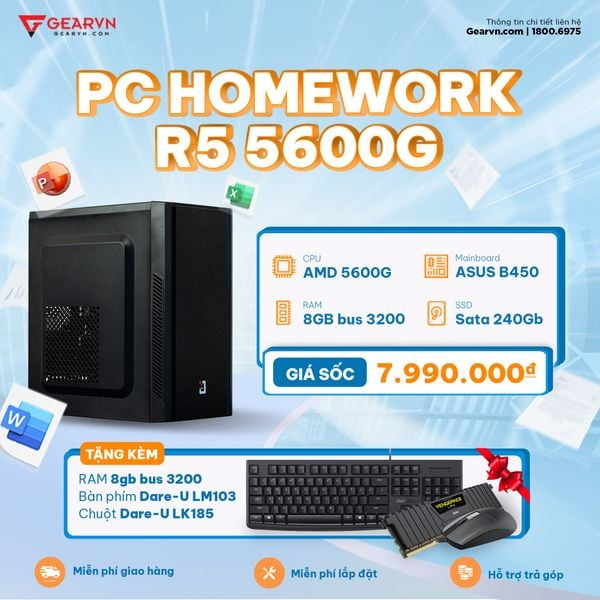 GEARVN
GEARVN.COM
Thông tin chi tiết liên hệ
Gearvn.com | 1800.6975
PC HOMEWORK
R5 5600G
P
X
W
CPU
AMD 5600G
Mainboard
ASUS B450
RAM
8GB bus 3200
SSD
Sata 240Gb
GIÁ SỐC
7.990.000đ
TẶNG KÈM
RAM 8gb bus 3200
Bàn phím Dare-U LM103
Chuột Dare-U LK185
VENGEANCE
LPX
Miễn phí giao hàng
Miễn phí lắp đặt
Hỗ trợ trả góp